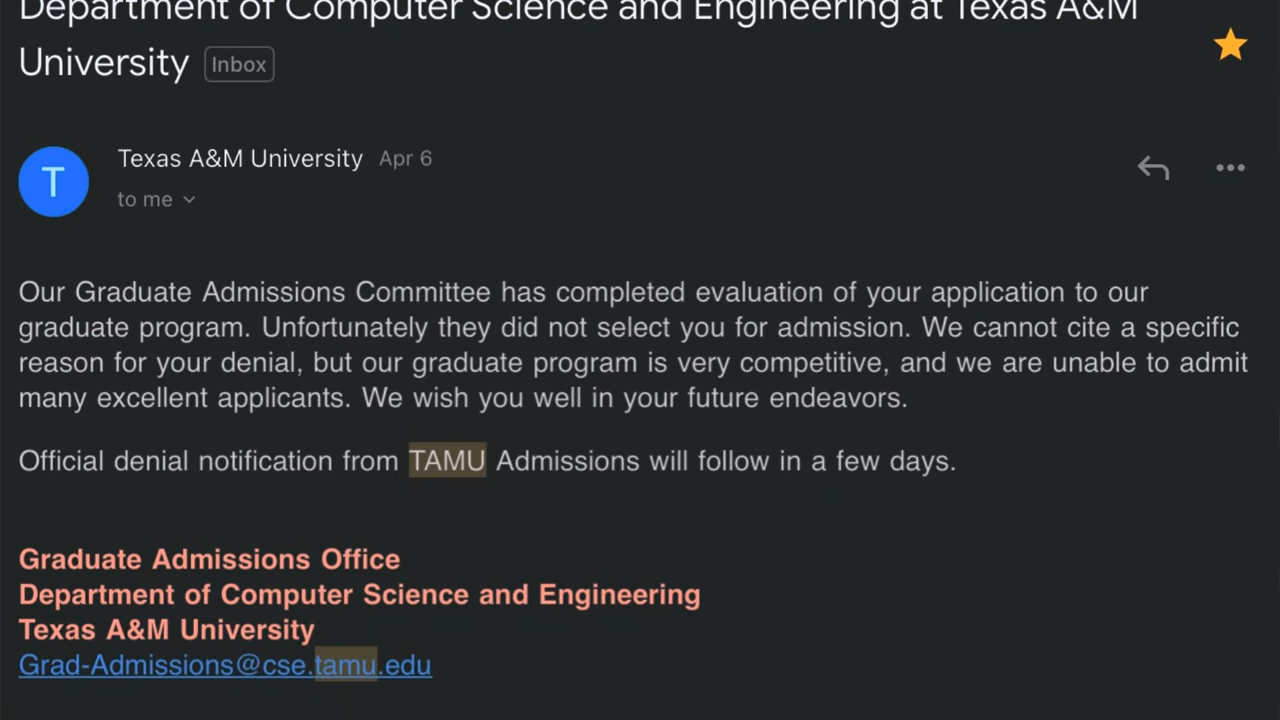 Department of Computer Science and Engineering at Texas A&M
University Inbox
T
Texas A&M University Apr 6
to me
Our Graduate Admissions Committee has completed evaluation of your application to our
graduate program. Unfortunately they did not select you for admission. We cannot cite a specific
reason for your denial, but our graduate program is very competitive, and we are unable to admit
many excellent applicants. We wish you well in your future endeavors.
Official denial notification from TAMU Admissions will follow in a few days.
Graduate Admissions Office
Department of Computer Science and Engineering
Texas A&M University
Grad-Admissions@cse.tamu.edu